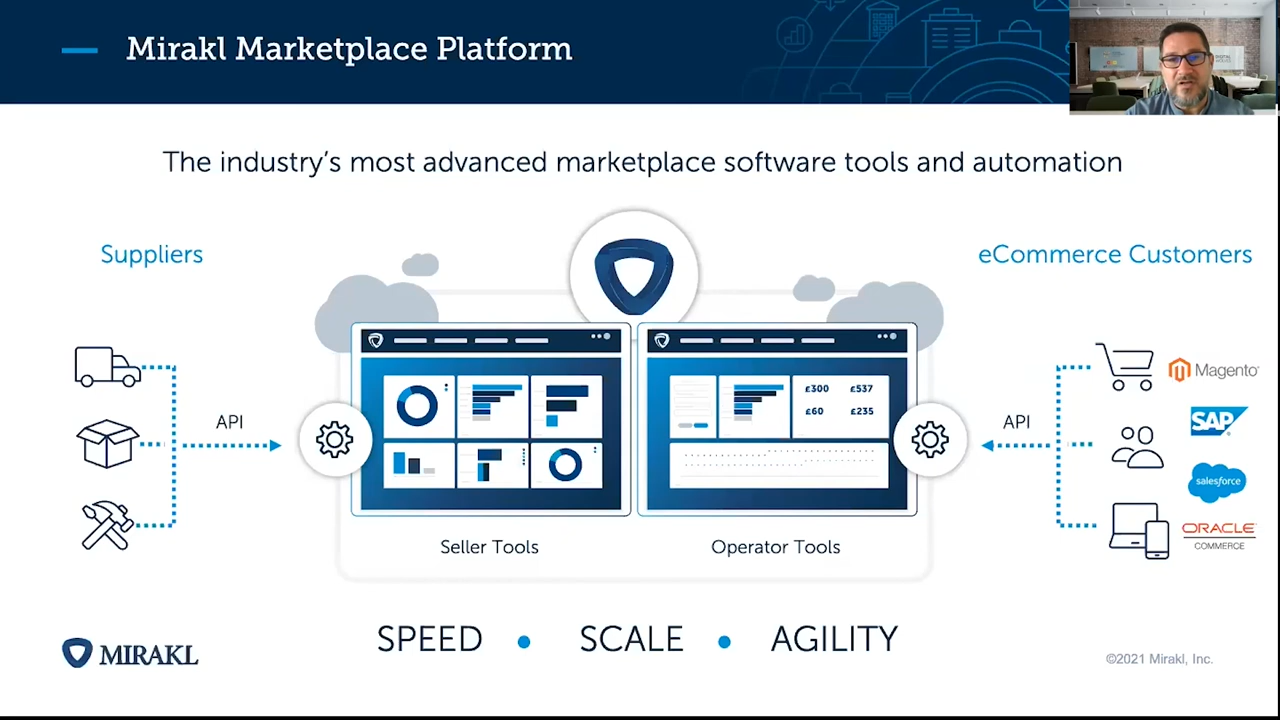 Mirakl Marketplace Platform
The industry's most advanced marketplace software tools and automation
Suppliers
eCommerce Customers
£300 £537
£60 £235
API
API
Magento
SAP
salesforce
ORACLE
COMMERCE
Seller Tools
Operator Tools
SPEED • SCALE • AGILITY
MIRAKL
©2021 Mirakl, Inc.